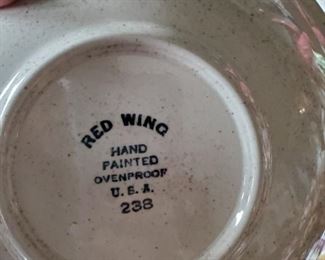 RED WING
HAND
PAINTED
OVENPROOF
U. S. A.
238